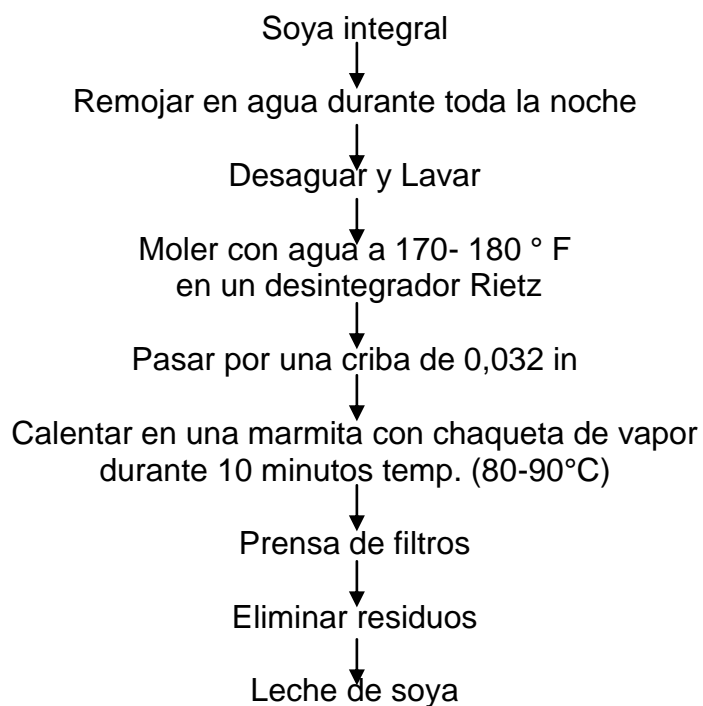 Soya integral
Remojar en agua durante toda la noche
Desaguar y Lavar
Moler con agua a 170- 180 ° F
en un desintegrador Rietz
Pasar por una criba de 0,032 in
Calentar en una marmita con chaqueta de vapor
durante 10 minutos temp. (80-90°C)
Prensa de filtros
Eliminar residuos
Leche de soya